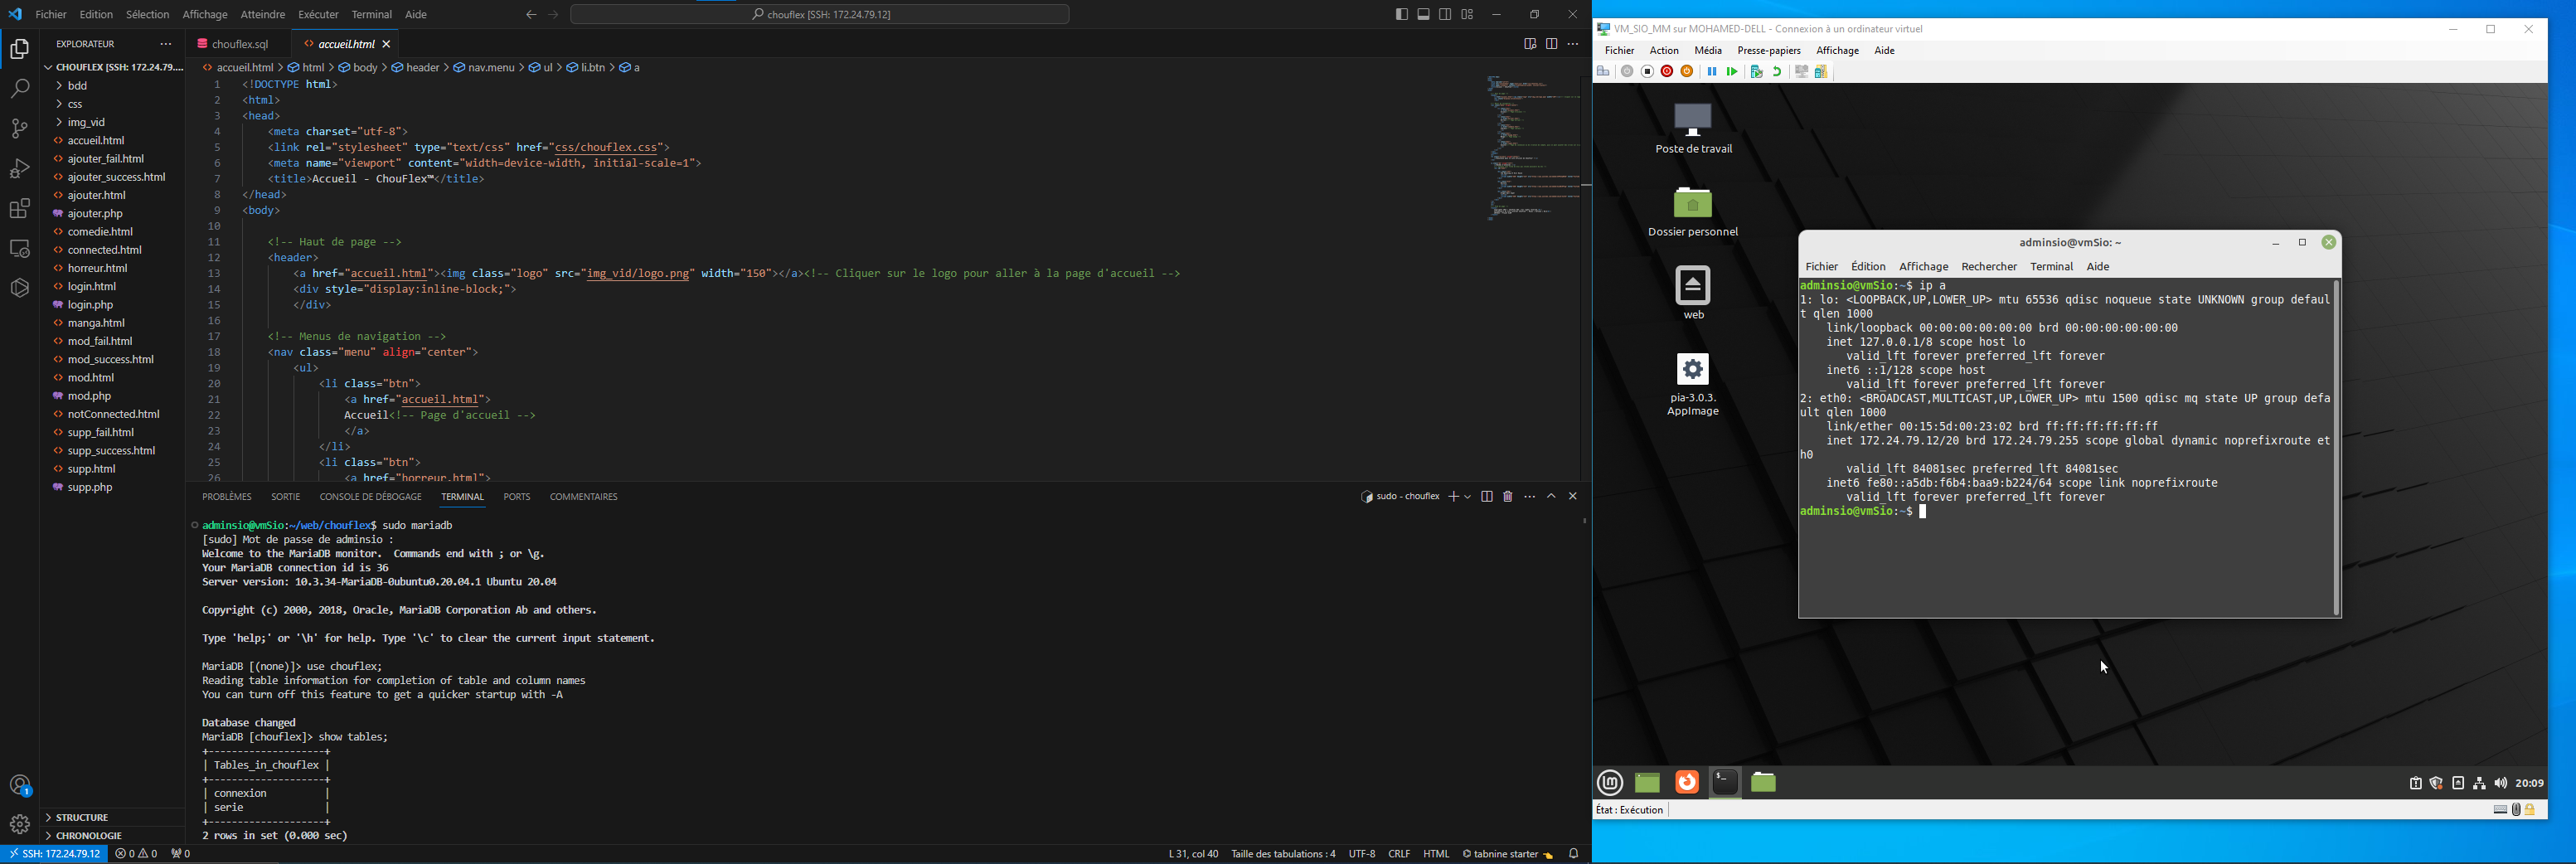 Fichier Edition Sélection Affichage Atteindre Exécuter Terminal Aide
chouflex [SSH: 172.24.79.12]
EXPLORATEUR
CHOUFLEX [SSH: 172.24.79....
bdd
css
img_vid
accueil.html
ajouter_fail.html
ajouter_success.html
ajouter.html
ajouter.php
comedie.html
connected.html
horreur.html
login.html
login.php
manga.html
mod_fail.html
mod_success.html
mod.html
mod.php
notConnected.html
supp_fail.html
supp_success.html
supp.html
supp.php
STRUCTURE
CHRONOLOGIE
chouflex.sql
accueil.html
accueil.html > html > body > header > nav.menu > ul > li.btn > a
1 <!DOCTYPE html>
2 <html>
3 <head>
4 <meta charset="utf-8">
5 <link rel="stylesheet" type="text/css" href="css/chouflex.css">
6 <meta name="viewport" content="width=device-width, initial-scale=1">
7 <title>Accueil - ChouFlex™</title>
8 </head>
9 <body>
10
11 <!-- Haut de page -->
12 <header>
13 <a href="accueil.html"><img class="logo" src="img_vid/logo.png" width="150"></a><!-- Cliquer sur le logo pour aller à la page d'accueil -->
14 <div style="display:inline-block;">
15 </div>
16
17 <!-- Menus de navigation -->
18 <nav class="menu" align="center">
19 <ul>
20 <li class="btn">
21 <a href="accueil.html">
22 Accueil<!-- Page d'accueil -->
23 </a>
24 </li>
25 <li class="btn">
26 <a href="horreur.html">
PROBLÈMES SORTIE CONSOLE DE DÉBOGAGE TERMINAL PORTS COMMENTAIRES
sudo - chouflex
adminsio@vmSio:~/web/chouflex$ sudo mariadb
[sudo] Mot de passe de adminsio :
Welcome to the MariaDB monitor.  Commands end with ; or \g.
Your MariaDB connection id is 36
Server version: 10.3.34-MariaDB-0ubuntu0.20.04.1 Ubuntu 20.04
Copyright (c) 2000, 2018, Oracle, MariaDB Corporation Ab and others.
Type 'help;' or '\h' for help. Type '\c' to clear the current input statement.
MariaDB [(none)]> use chouflex;
Reading table information for completion of table and column names
You can turn off this feature to get a quicker startup with -A
Database changed
MariaDB [chouflex]> show tables;
+--------------------+
| Tables_in_chouflex |
+--------------------+
| connexion          |
| serie              |
+--------------------+
2 rows in set (0.000 sec)
SSH: 172.24.79.12
0 0
0
L 31, col 40 Taille des tabulations : 4 UTF-8 CRLF HTML tabnine starter
1
VM_SIO_MM sur MOHAMED-DELL - Connexion à un ordinateur virtuel
Fichier Action Média Presse-papiers Affichage Aide
Poste de travail
Dossier personnel
web
pia-3.0.3.
AppImage
adminsio@vmSio: ~
Fichier Édition Affichage Rechercher Terminal Aide
adminsio@vmSio:~$ ip a
1: lo: <LOOPBACK,UP,LOWER_UP> mtu 65536 qdisc noqueue state UNKNOWN group defaul
t qlen 1000
link/loopback 00:00:00:00:00:00 brd 00:00:00:00:00:00
inet 127.0.0.1/8 scope host lo
valid_lft forever preferred_lft forever
inet6 ::1/128 scope host
valid_lft forever preferred_lft forever
2: eth0: <BROADCAST,MULTICAST,UP,LOWER_UP> mtu 1500 qdisc mq state UP group defa
ult qlen 1000
link/ether 00:15:5d:00:23:02 brd ff:ff:ff:ff:ff:ff
inet 172.24.79.12/20 brd 172.24.79.255 scope global dynamic noprefixroute et
h0
valid_lft 84081sec preferred_lft 84081sec
inet6 fe80::a5db:f6b4:baa9:b224/64 scope link noprefixroute
valid_lft forever preferred_lft forever
adminsio@vmSio:~$
20:09
État : Exécution